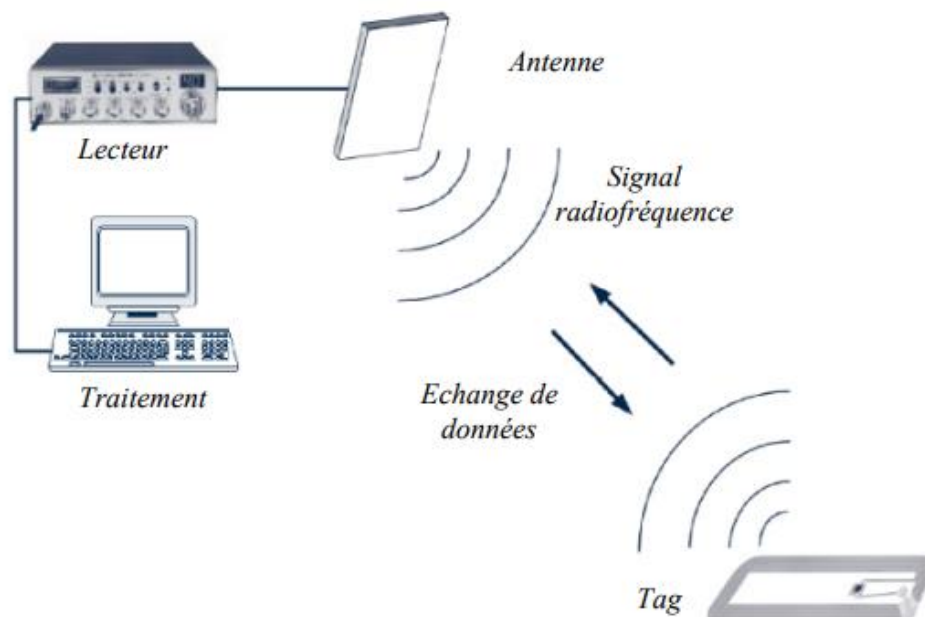 Antenne
Lecteur
Signal
radiofréquence
Traitement
Echange de
données
Tag